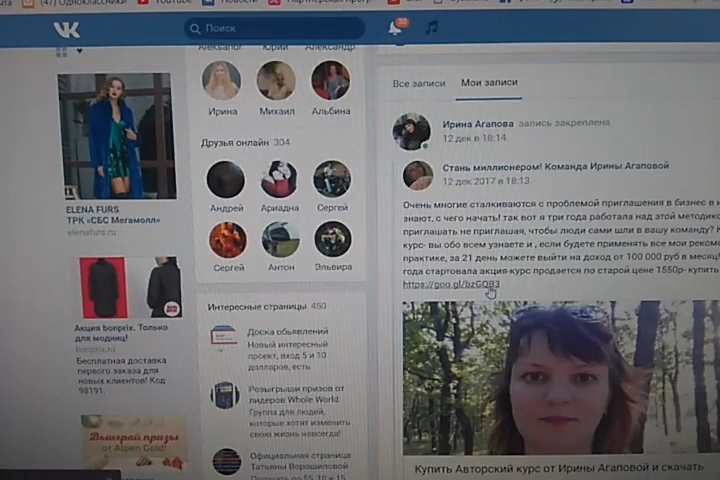 (47) Одноклассники
YouTube
Новости
Поиск
30
Aleksandr Юрий Александр
Ирина Михаил Альбина
Друзья онлайн 304
Андрей Ариадна Сергей
Сергей Антон Эльвира
ELENA FURS
ТРК «СБС Мегамолл»
elenafurs.ru
Акция bonprix. Только
для модниц!
bonprix.ru
Бесплатная доставка
первого заказа для
новых клиентов! Код
98191.
Выиграй призы
от Alpen Gold!
Интересные страницы 450
Доска обьявлений
Новый интересный
проект, вход 5 и 10
долларов, есть
Розыгрыши призов от
лидеров Whole World
Группа для людей,
которые хотят изменить
свою жизнь навсегда!
Официальная страница
Татьяны Ворошиловой
Все записи Мои записи
Ирина Агапова запись закреплена
12 дек в 18:14
Стань миллионером! Команда Ирины Агаповой
12 дек 2017 в 18:13
Очень многие сталкиваются с проблемой приглашения в бизнес в
знают, с чего начать! так вот я три года работала над этой
приглашать не приглашая, чтобы люди сами шли в вашу команду?
курс- вы обо всем узнаете и , если будете применять все мои
практике, за 21 день можете выйти на доход от 100 000 руб в месяц!
года стартовала акция-курс продается по старой цене 1550р- купить
https://goo.gl/bzGQB3
Купить Авторский курс от Ирины Агаповой и скачать